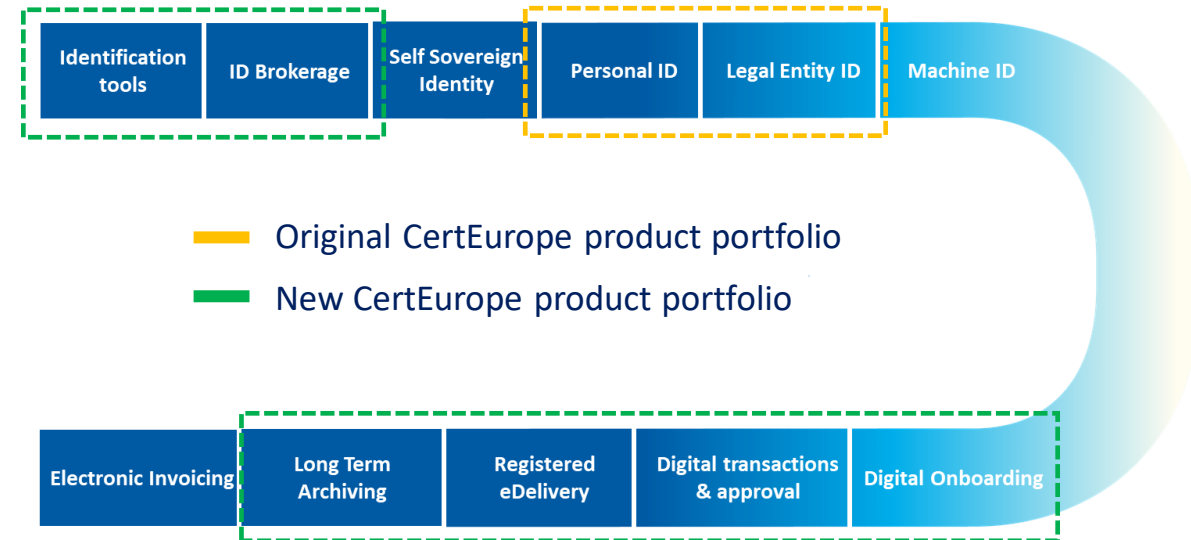 Identification
tools
ID Brokerage
Self Sovereign
Identity
Personal ID
Legal Entity ID
Machine ID
Original CertEurope product portfolio
New CertEurope product portfolio
Electronic Invoicing
Long Term
Archiving
Registered
eDelivery
Digital transactions
& approval
Digital Onboarding